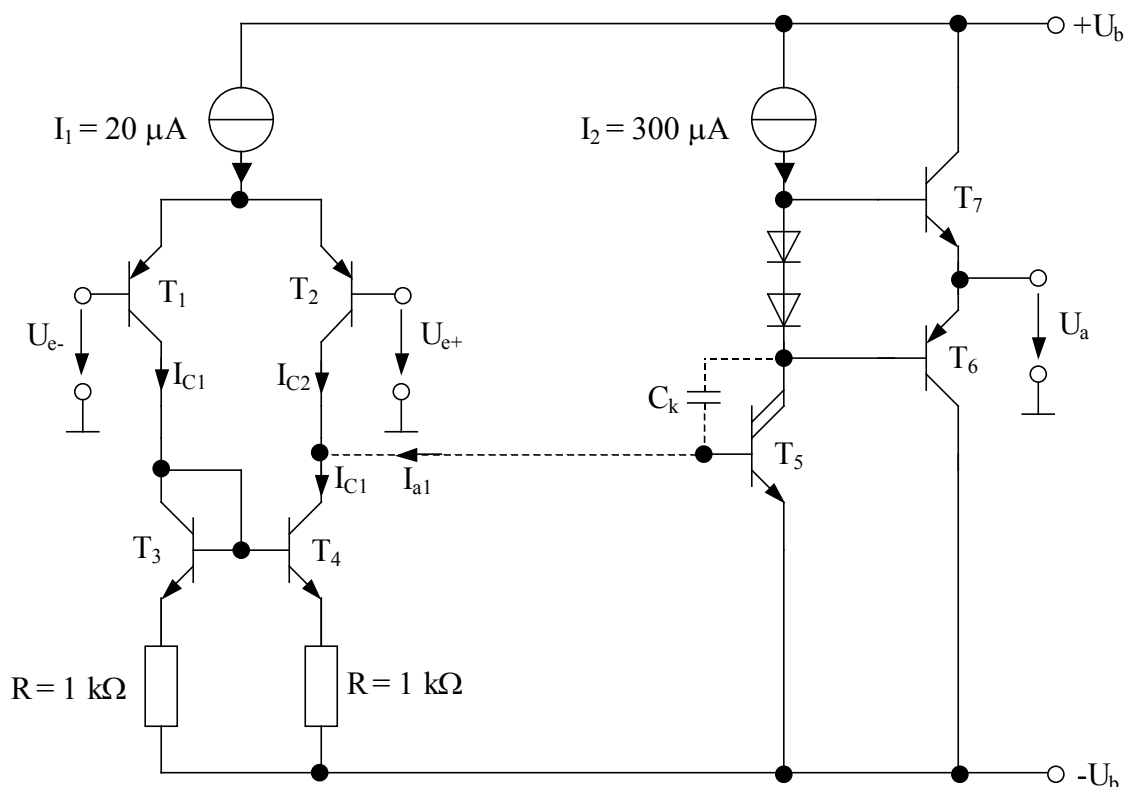 +U_b
I_1 = 20 µA
I_2 = 300 µA
T_7
T_1
T_2
U_e-
U_e+
U_a
I_C1
I_C2
T_6
C_k
T_5
I_C1
I_a1
T_3
T_4
R = 1 kΩ
R = 1 kΩ
-U_b